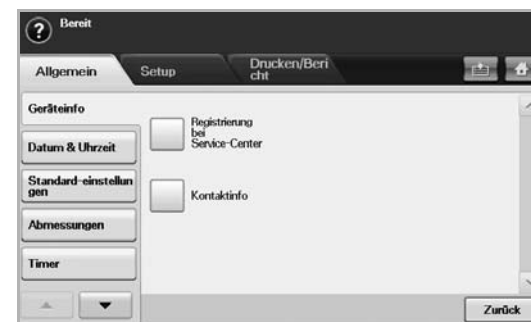 Bereit
Allgemein
Setup
Drucken/Beri
cht
Geräteinfo
Datum & Uhrzeit
Standard-einstellun
gen
Abmessungen
Timer
Registrierung
bei
Service-Center
Kontaktinfo
Zurück